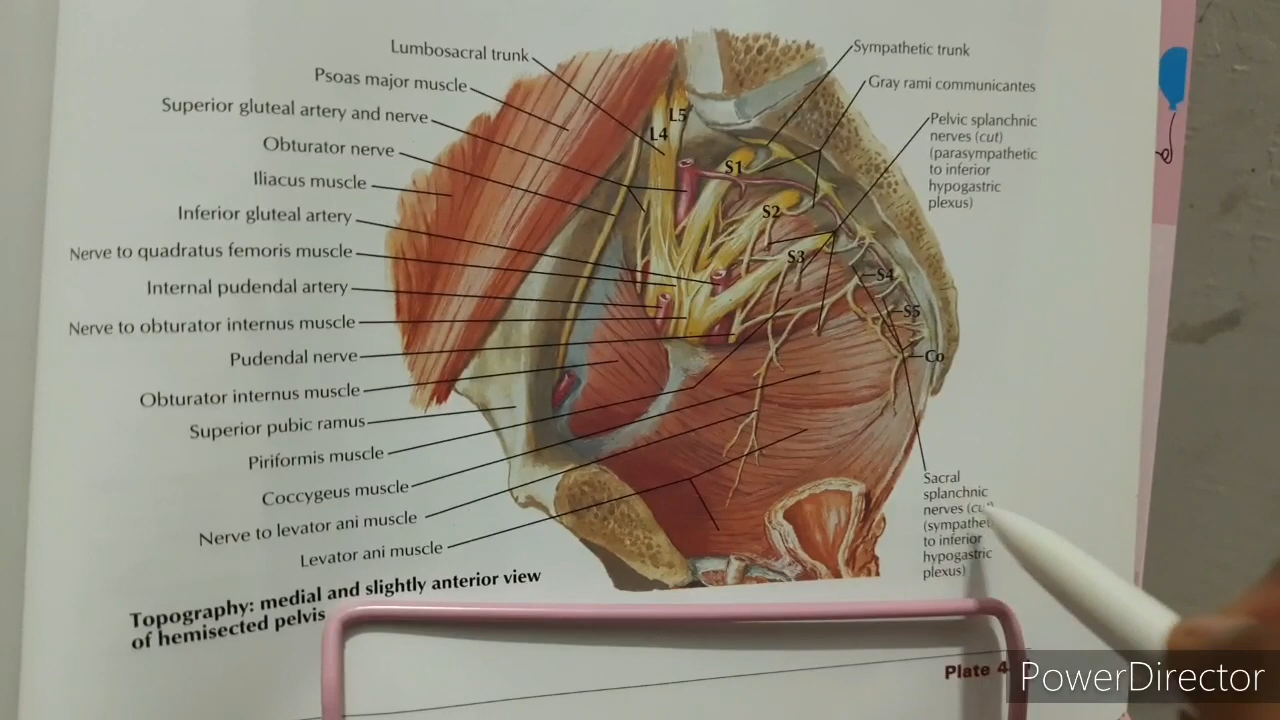 Lumbosacral trunk
Psoas major muscle
Superior gluteal artery and nerve
Obturator nerve
Iliacus muscle
Inferior gluteal artery
Nerve to quadratus femoris muscle
Internal pudendal artery
Nerve to obturator internus muscle
Pudendal nerve
Obturator internus muscle
Superior pubic ramus
Piriformis muscle
Coccygeus muscle
Nerve to levator ani muscle
Levator ani muscle
Topography: medial and slightly anterior view
of hemisected pelvis
L5
L4
S1
S2
S3
S4
S5
Co
Sympathetic trunk
Gray rami communicantes
Pelvic splanchnic
nerves (cut)
(parasympathetic
to inferior
hypogastric
plexus)
Sacral
splanchnic
nerves
to inferior
hypogastric
plexus)
Plate
PowerDirector